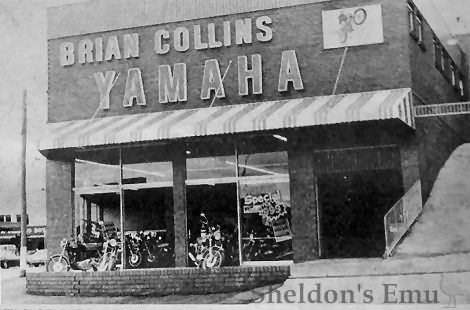 BRIAN COLLINS
YAMAHA
Special
Sheldon's Emu